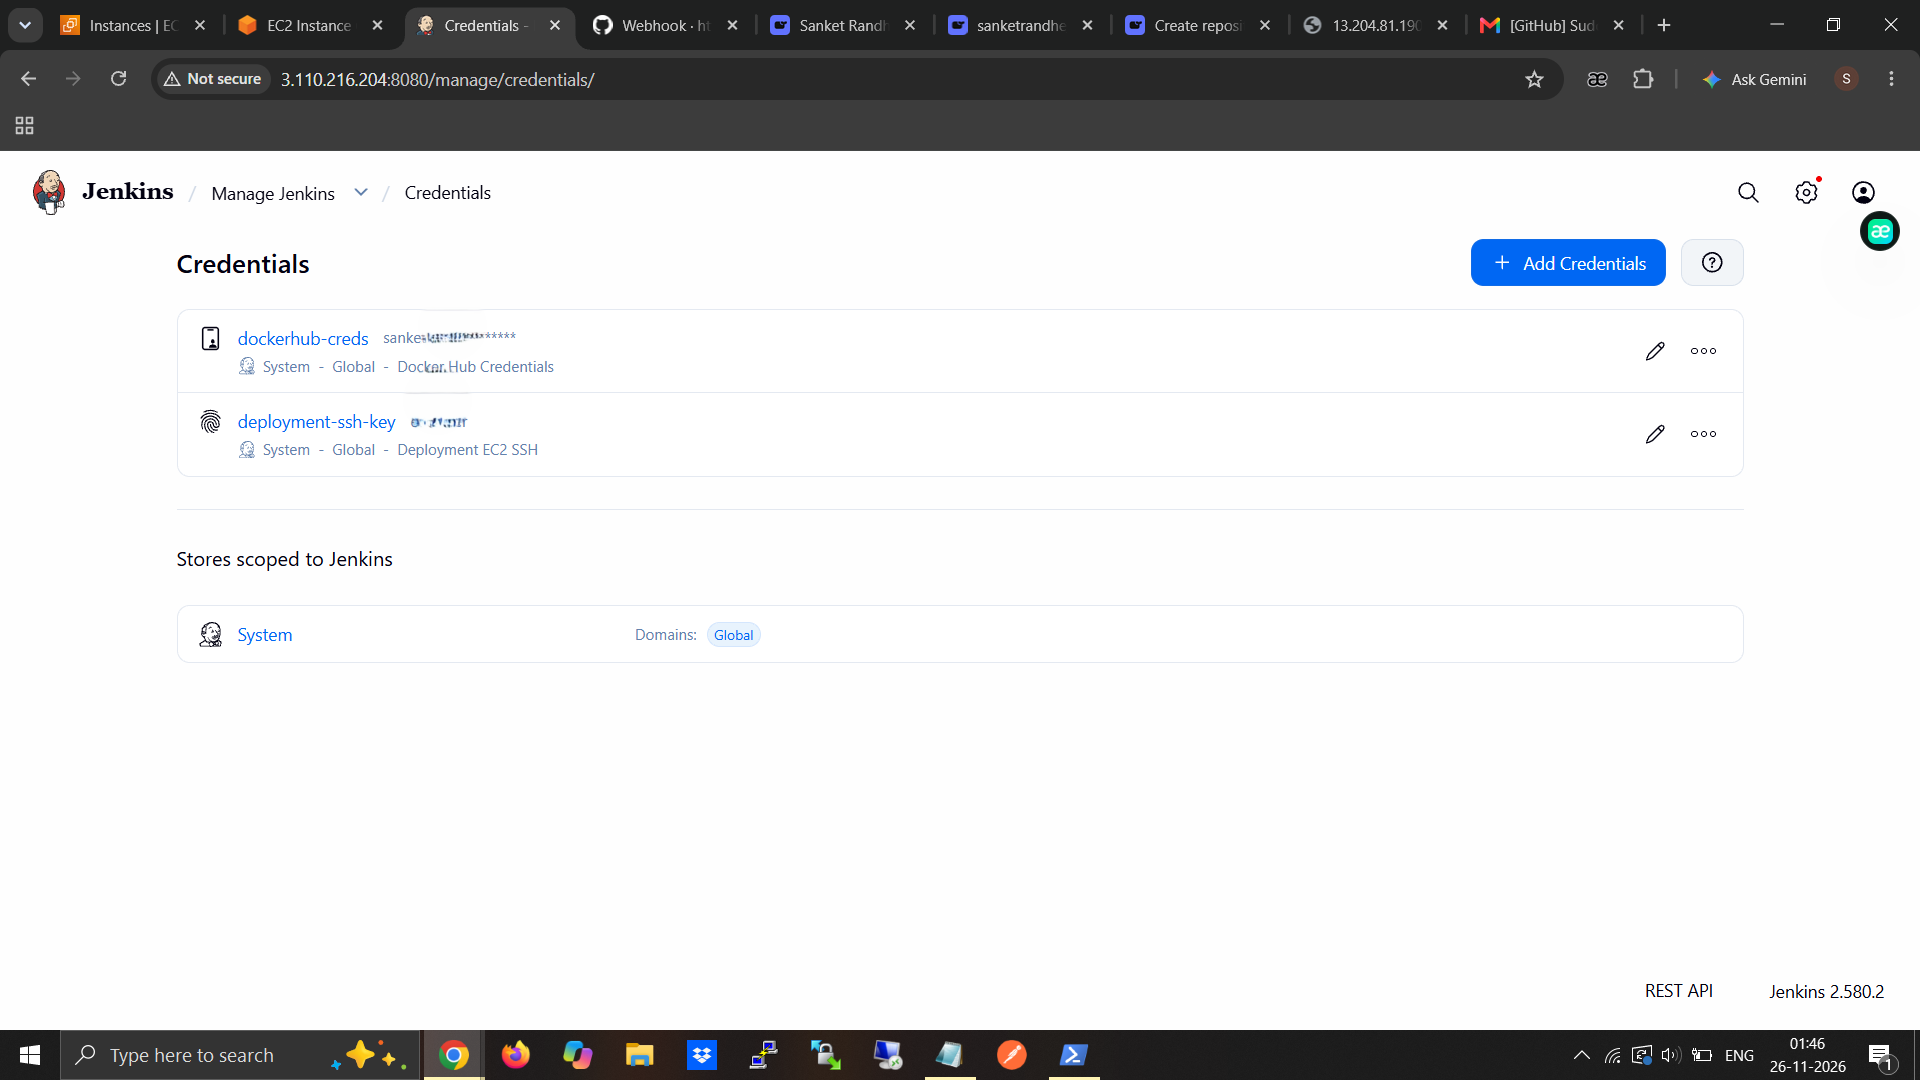 Instances | EC
EC2 Instance
Credentials -
Webhook · ht
Sanket Randh
sanketrandhe
Create reposi
13.204.81.190
[GitHub] Sud
Not secure
3.110.216.204:8080/manage/credentials/
Ask Gemini
S
Jenkins / Manage Jenkins / Credentials
æ
Credentials
+ Add Credentials
dockerhub-creds ******
System - Global - Docker Hub Credentials
deployment-ssh-key
System - Global - Deployment EC2 SSH
Stores scoped to Jenkins
System Domains: Global
REST API Jenkins 2.580.2
Type here to search
ENG
01:46
26-11-2026
1